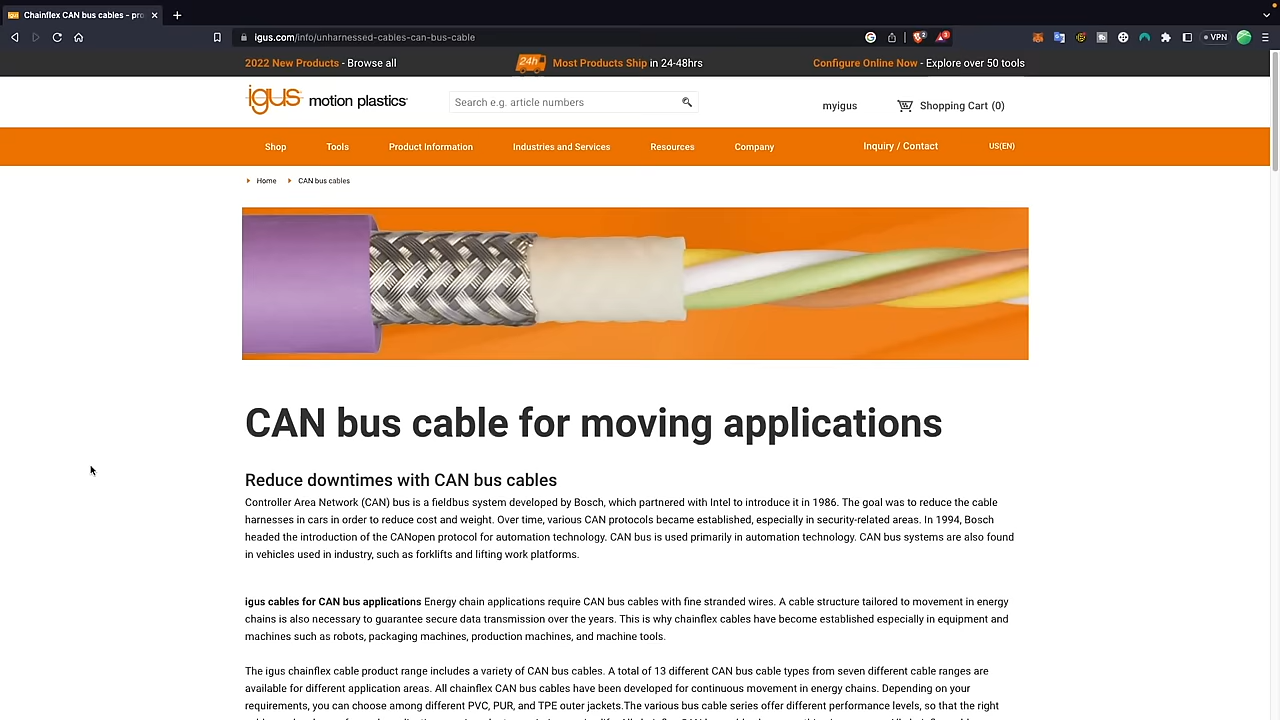 Chainflex CAN bus cables - pro
igus.com/info/unharnessed-cables-can-bus-cable
2
3
VPN
2022 New Products - Browse all
24h
Most Products Ship in 24-48hrs
Configure Online Now - Explore over 50 tools
igus motion plastics
Search e.g. article numbers
myigus
Shopping Cart (0)
Shop
Tools
Product Information
Industries and Services
Resources
Company
Inquiry / Contact
US(EN)
Home
CAN bus cables
CAN bus cable for moving applications
Reduce downtimes with CAN bus cables
Controller Area Network (CAN) bus is a fieldbus system developed by Bosch, which partnered with Intel to introduce it in 1986. The goal was to reduce the cable
harnesses in cars in order to reduce cost and weight. Over time, various CAN protocols became established, especially in security-related areas. In 1994, Bosch
headed the introduction of the CANopen protocol for automation technology. CAN bus is used primarily in automation technology. CAN bus systems are also found
in vehicles used in industry, such as forklifts and lifting work platforms.
igus cables for CAN bus applications Energy chain applications require CAN bus cables with fine stranded wires. A cable structure tailored to movement in energy
chains is also necessary to guarantee secure data transmission over the years. This is why chainflex cables have become established especially in equipment and
machines such as robots, packaging machines, production machines, and machine tools.
The igus chainflex cable product range includes a variety of CAN bus cables. A total of 13 different CAN bus cable types from seven different cable ranges are
available for different application areas. All chainflex CAN bus cables have been developed for continuous movement in energy chains. Depending on your
requirements, you can choose among different PVC, PUR, and TPE outer jackets.The various bus cable series offer different performance levels, so that the right